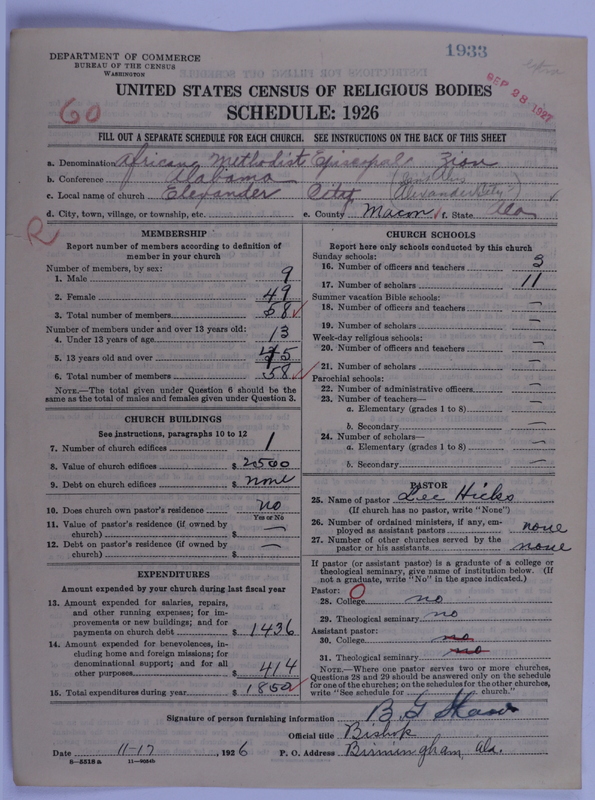 1933
DEPARTMENT OF COMMERCE
BUREAU OF THE CENSUS
WASHINGTON
SEP 28 1927
60
UNITED STATES CENSUS OF RELIGIOUS BODIES
SCHEDULE: 1926
FILL OUT A SEPARATE SCHEDULE FOR EACH CHURCH. SEE INSTRUCTIONS ON THE BACK OF THIS SHEET
a. Denomination African Methodist Episcopal Zion
b. Conference Alabama
c. Local name of church Elexander City
d. City, town, village, or township, etc. e. County Macon f. State Ala
R
MEMBERSHIP
Report number of members according to definition of member in your church
Number of members, by sex:
1. Male 9
2. Female 49
3. Total number of members 58
Number of members under and over 13 years old:
4. Under 13 years of age 13
5. 13 years old and over 45
6. Total number of members 58
NOTE.—The total given under Question 6 should be the same as the total of males and females given under Question 3.
CHURCH BUILDINGS
See instructions, paragraphs 10 to 12
7. Number of church edifices 1
8. Value of church edifices $
9. Debt on church edifices $ none
10. Does church own pastor's residence no
Yes or No
11. Value of pastor's residence (if owned by church) $ —
12. Debt on pastor's residence (if owned by church) $ —
EXPENDITURES
Amount expended by church during last fiscal year
13. Amount expended for salaries, repairs, and other running expenses; for improvements or new buildings; and for payments on church debt $ 1436
14. Amount expended for benevolences, including home and foreign missions; for denominational support; and for all other purposes $ 414
15. Total expenditures during year $ 1850
CHURCH SCHOOLS
Report here only schools conducted by this church
Sunday schools:
16. Number of officers and teachers 3
17. Number of scholars 11
Summer vacation Bible schools:
18. Number of officers and teachers —
19. Number of scholars —
Week-day religious schools:
20. Number of officers and teachers —
21. Number of scholars —
Parochial schools:
22. Number of administrative officers —
23. Number of teachers—
a. Elementary (grades 1 to 8) —
b. Secondary —
24. Number of scholars—
a. Elementary (grades 1 to 8) —
b. Secondary —
PASTOR
25. Name of pastor Lee Hicks
(If church has no pastor, write "None")
26. Number of ordained ministers, if any, employed as assistant pastors none
27. Number of other churches served by the pastor or his assistants none
If pastor (or assistant pastor) is a graduate of a college or theological seminary, give name of institution below. (If not a graduate, write "No" in the space indicated.)
Pastor: O
28. College no
29. Theological seminary no
Assistant pastor:
30. College no
31. Theological seminary no
NOTE.—Where one pastor serves two or more churches, Questions 28 and 29 should be answered only on the schedule for one of the churches; on the schedules for the other churches, write "See schedule for church."
Signature of person furnishing information B G Shaw
Official title Bishop
Date 11-17, 1926 P. O. Address Birmingham, Ala.
8—5518 a 11—9024b